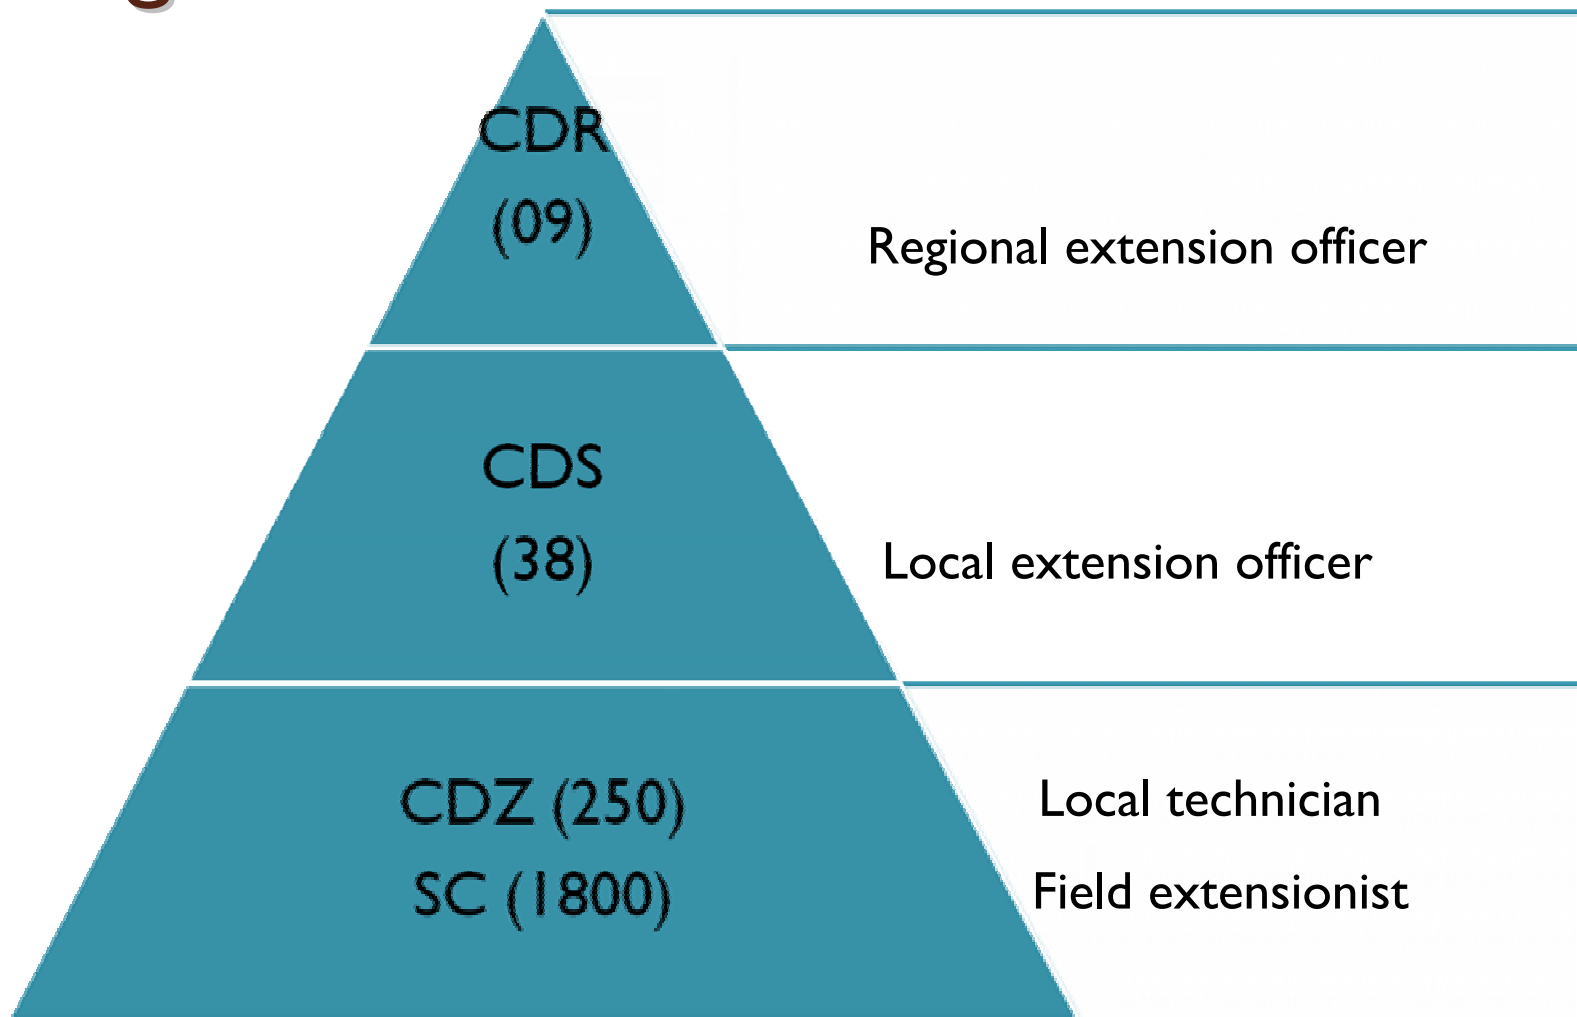 CDR
(09)
Regional extension officer
CDS
(38)
Local extension officer
CDZ (250)
Local technician
SC (1800)
Field extensionist